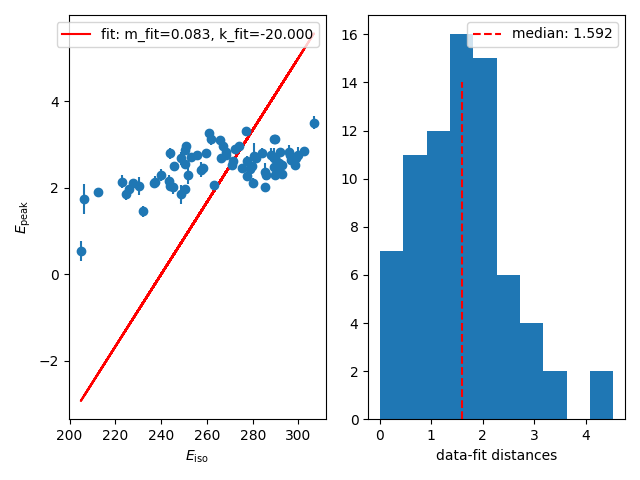 fit: m_fit=0.083, k_fit=-20.000
4
2
0
−2
E_peak
200 220 240 260 280 300
E_iso
median: 1.592
16
14
12
10
8
6
4
2
0
0 1 2 3 4
data-fit distances